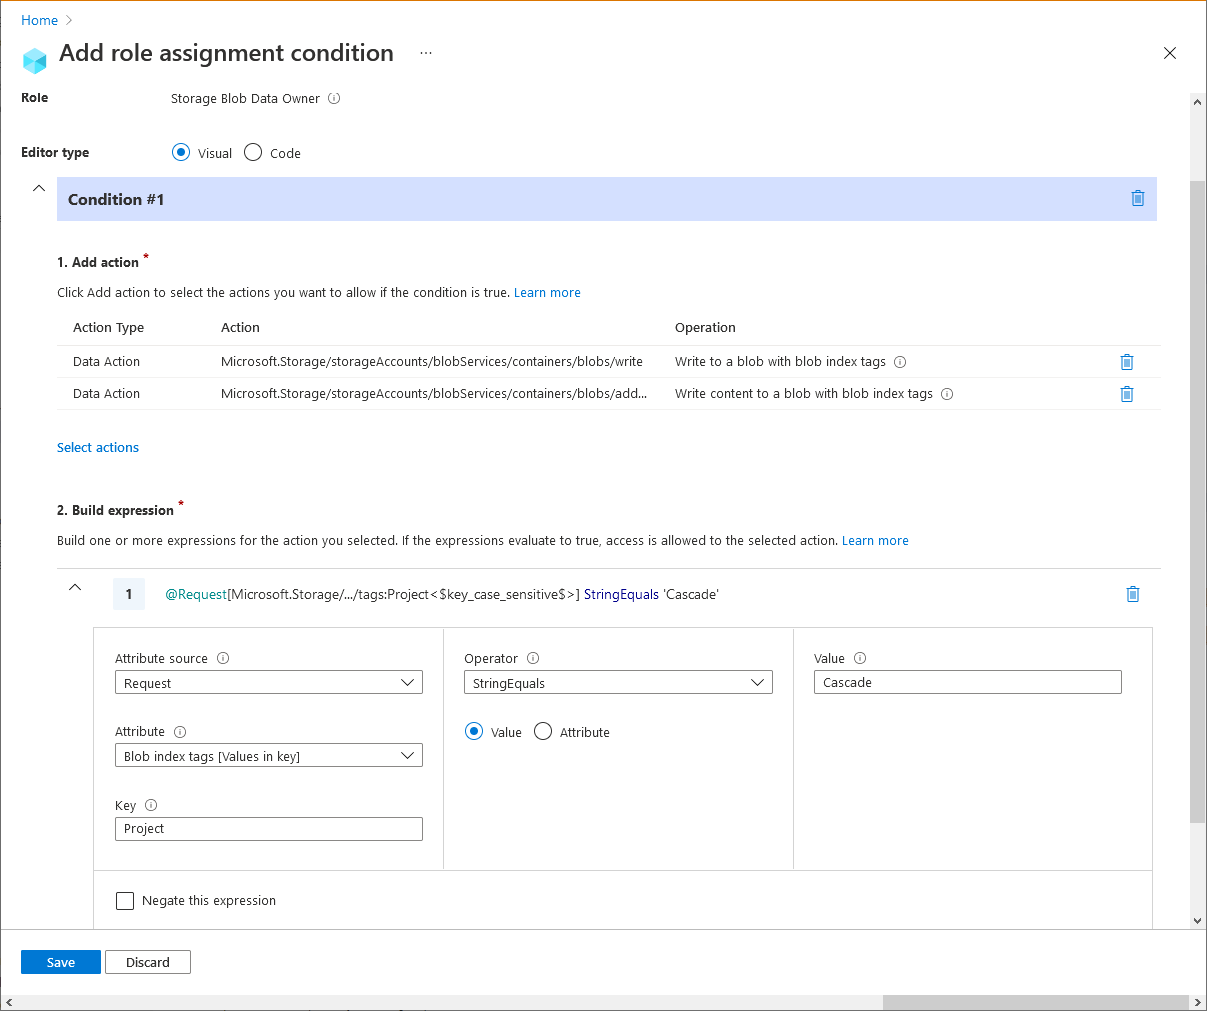 Home
Add role assignment condition ...
Role Storage Blob Data Owner
Editor type Visual Code
Condition #1
1. Add action *
Click Add action to select the actions you want to allow if the condition is true. Learn more
Action Type Action Operation
Data Action Microsoft.Storage/storageAccounts/blobServices/containers/blobs/write Write to a blob with blob index tags
Data Action Microsoft.Storage/storageAccounts/blobServices/containers/blobs/add... Write content to a blob with blob index tags
Select actions
2. Build expression *
Build one or more expressions for the action you selected. If the expressions evaluate to true, access is allowed to the selected action. Learn more
1 @Request[Microsoft.Storage/.../tags:Project<$key_case_sensitive$>] StringEquals 'Cascade'
Attribute source Operator Value
Request StringEquals Cascade
Attribute Value Attribute
Blob index tags [Values in key]
Key
Project
Negate this expression
Save Discard